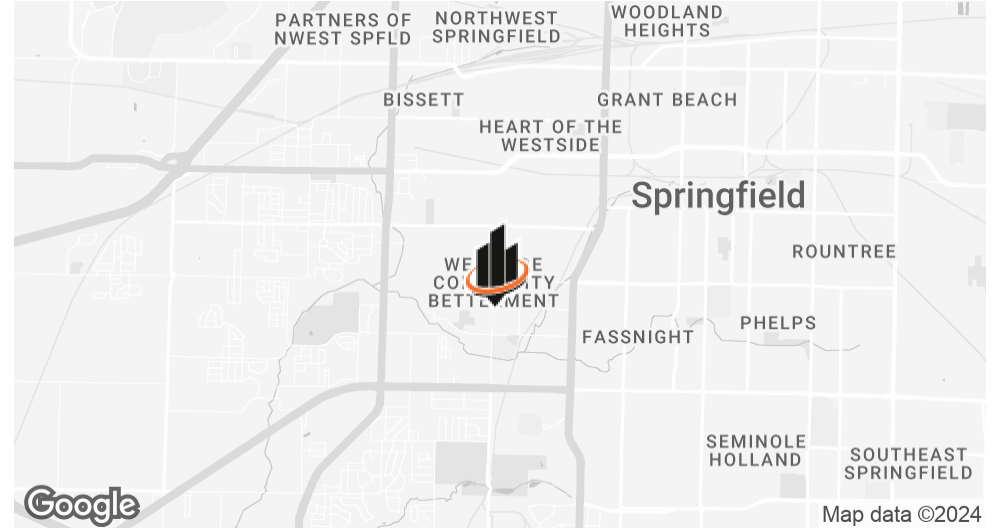 PARTNERS OF
NWEST SPFLD
NORTHWEST
SPRINGFIELD
WOODLAND
HEIGHTS
BISSETT
GRANT BEACH
HEART OF THE
WESTSIDE
Springfield
ROUNTREE
PHELPS
FASSNIGHT
SEMINOLE
HOLLAND
SOUTHEAST
SPRINGFIELD
Google
Map data ©2024